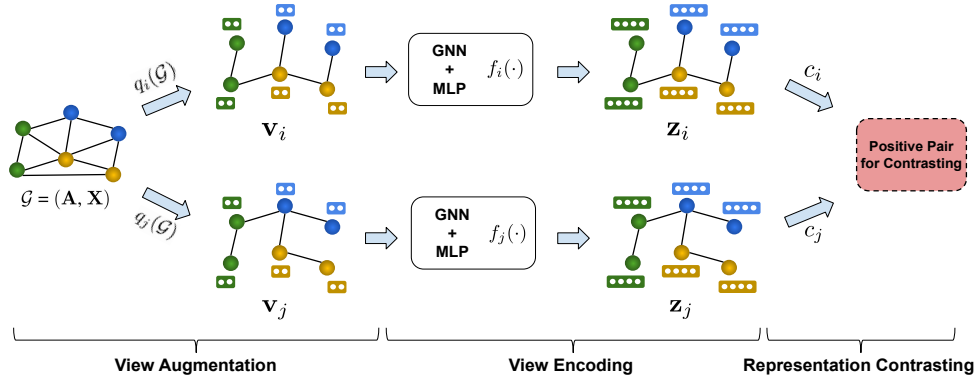 q_i(𝒢)
v_i
GNN
+
MLP
f_i(·)
z_i
c_i
𝒢 = (A, X)
Positive Pair
for Contrasting
q_j(𝒢)
v_j
GNN
+
MLP
f_j(·)
z_j
c_j
View Augmentation
View Encoding
Representation Contrasting